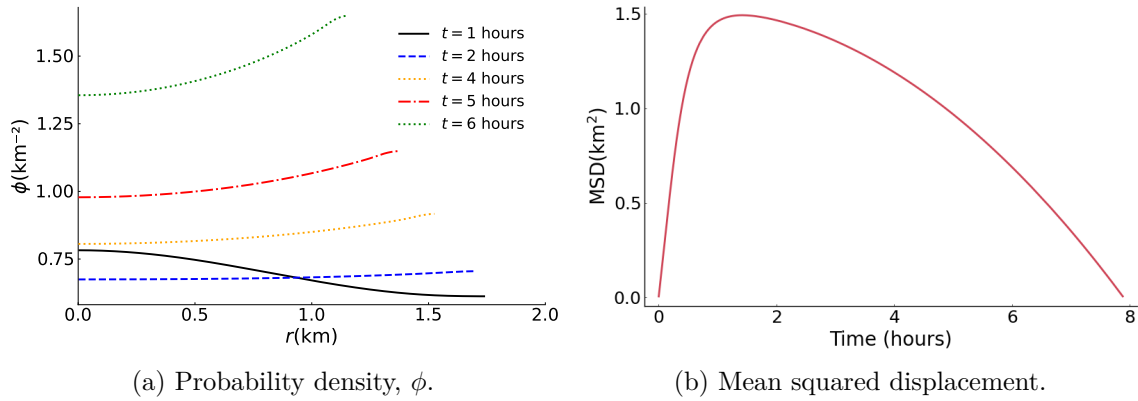 1.50
1.25
1.00
0.75
ϕ(km⁻²)
0.0 0.5 1.0 1.5 2.0
r(km)
t = 1 hours
t = 2 hours
t = 4 hours
t = 5 hours
t = 6 hours
(a) Probability density, ϕ.
1.5
1.0
0.5
0.0
MSD(km²)
0 2 4 6 8
Time (hours)
(b) Mean squared displacement.